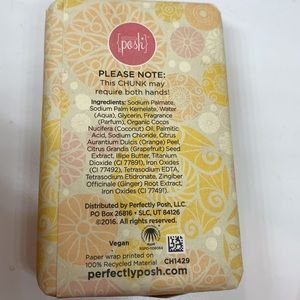 {posh}
PLEASE NOTE:
This CHUNK may
require both hands!
Ingredients: Sodium Palmate,
Sodium Palm Kernelate, Water
(Aqua), Glycerin, Fragrance
(Parfum), Organic Cocos
Nucifera (Coconut) Oil, Palmitic
Acid, Sodium Chloride, Citrus
Aurantium Dulcis (Orange) Peel,
Citrus Grandis (Grapefruit) Seed
Extract, Illipe Butter, Titanium
Dioxide (CI 77891), Iron Oxides
(CI 77492), Tetrasodium EDTA,
Tetrasodium Etidronate, Zingiber
Officinale (Ginger) Root Extract,
Iron Oxides (CI 77491).
Distributed by Perfectly Posh, LLC.
PO Box 26816 • SLC, UT 84126
©2016. All rights reserved.
Vegan
Paper wrap printed on
100% Recycled Material
CH1429
perfectlyposh.com